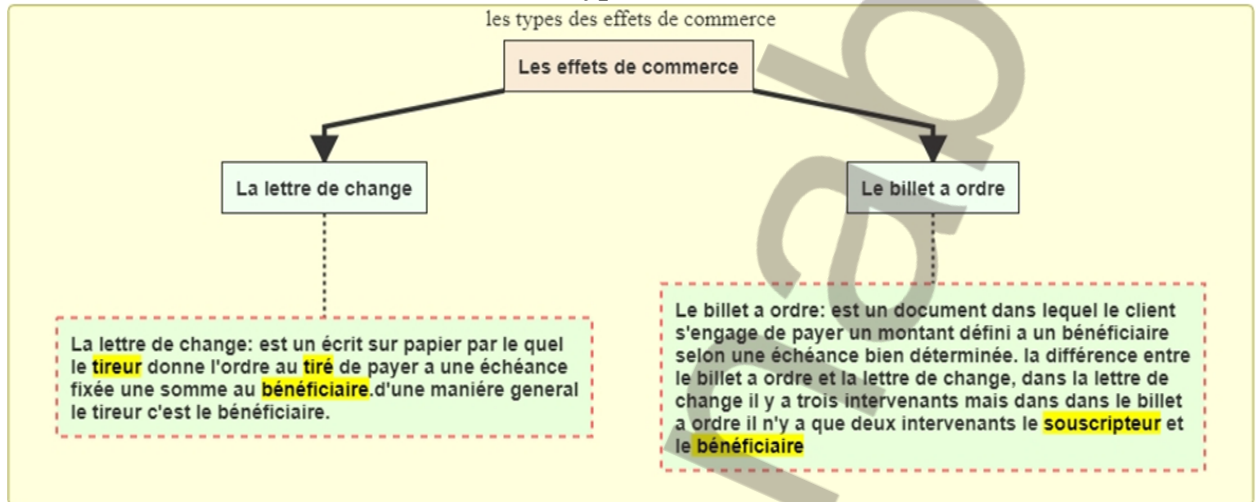 les types des effets de commerce
Les effets de commerce
La lettre de change
Le billet a ordre
La lettre de change: est un écrit sur papier par le quel
le tireur donne l'ordre au tiré de payer a une échéance
fixée une somme au bénéficiaire.d'une maniére general
le tireur c'est le bénéficiaire.
Le billet a ordre: est un document dans lequel le client
s'engage de payer un montant défini a un bénéficiaire
selon une échéance bien déterminée. la différence entre
le billet a ordre et la lettre de change, dans la lettre de
change il y a trois intervenants mais dans dans le billet
a ordre il n'y a que deux intervenants le souscripteur et
le bénéficiaire